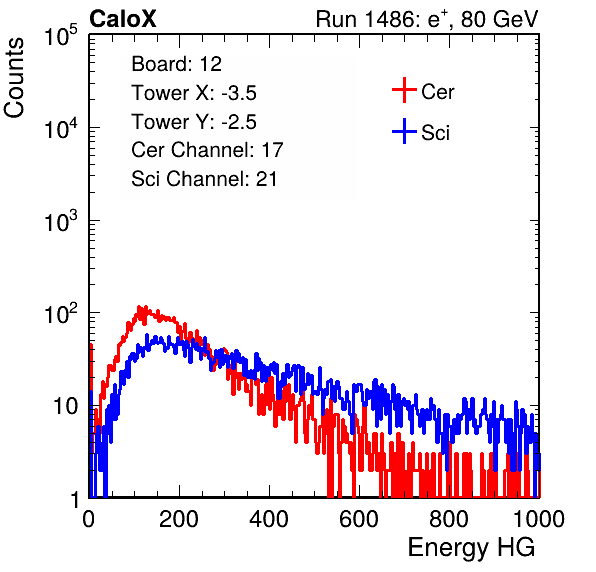 CaloX Run 1486: e⁺, 80 GeV
Counts
Board: 12
Tower X: -3.5
Tower Y: -2.5
Cer Channel: 17
Sci Channel: 21
Cer
Sci
10⁵
10⁴
10³
10²
10
1
0 200 400 600 800 1000
Energy HG